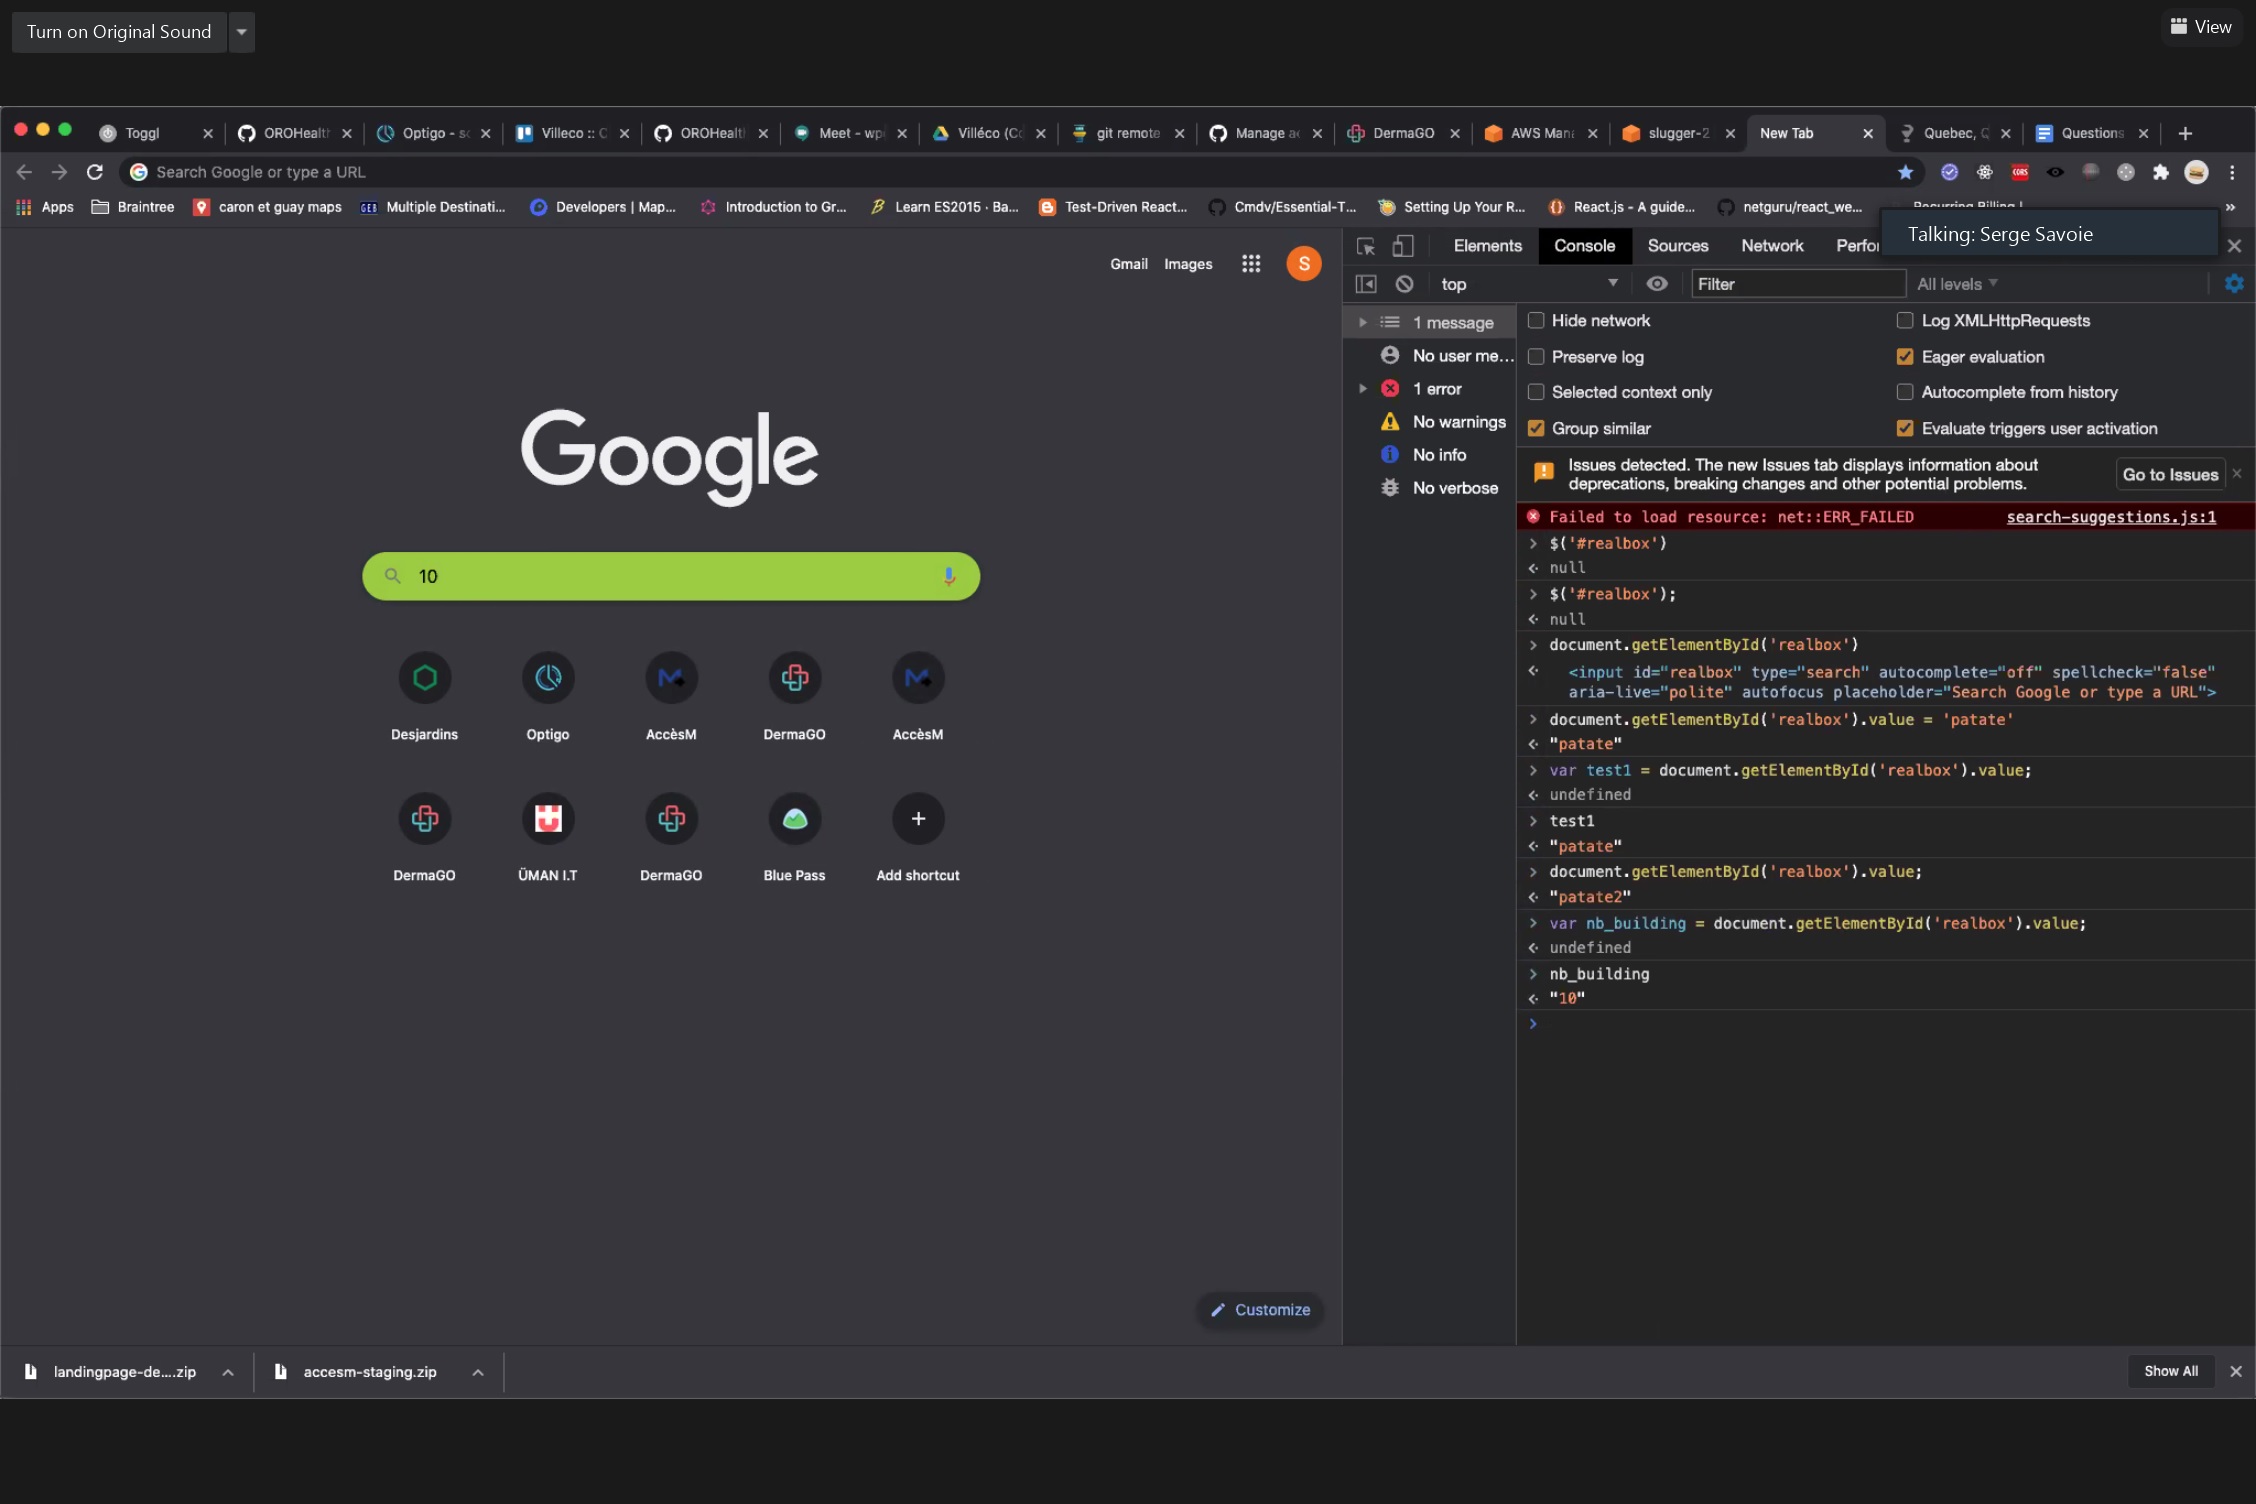 Turn on Original Sound
View
Toggl
OROHealth
Optigo - sc
Villeco :: C
OROHealt
Meet - wp
Villéco (Co
git remote
Manage ac
DermaGO
AWS Mana
slugger-2
New Tab
Quebec, Q
Questions
Search Google or type a URL
CORS
Apps
Braintree
caron et guay maps
GEB
Multiple Destinati...
Developers | Map...
Introduction to Gr...
Learn ES2015 · Ba...
Test-Driven React...
Cmdv/Essential-T...
Setting Up Your R...
React.js - A guide...
netguru/react_we...
Recurring Billing |
»
Talking: Serge Savoie
Gmail
Images
S
Elements
Console
Sources
Network
Perfo
top
Filter
All levels
1 message
No user me...
1 error
No warnings
No info
No verbose
Hide network
Log XMLHttpRequests
Preserve log
Eager evaluation
Selected context only
Autocomplete from history
Group similar
Evaluate triggers user activation
Issues detected. The new Issues tab displays information about
deprecations, breaking changes and other potential problems.
Go to Issues
Failed to load resource: net::ERR_FAILED
search-suggestions.js:1
> $('#realbox')
<· null
> $('#realbox');
<· null
> document.getElementById('realbox')
<· <input id="realbox" type="search" autocomplete="off" spellcheck="false"
aria-live="polite" autofocus placeholder="Search Google or type a URL">
> document.getElementById('realbox').value = 'patate'
<· "patate"
> var test1 = document.getElementById('realbox').value;
<· undefined
> test1
<· "patate"
> document.getElementById('realbox').value;
<· "patate2"
> var nb_building = document.getElementById('realbox').value;
<· undefined
> nb_building
<· "10"
>
Google
10
Desjardins
Optigo
AccèsM
DermaGO
AccèsM
DermaGO
ÜMAN I.T
DermaGO
Blue Pass
Add shortcut
Customize
landingpage-de....zip
accesm-staging.zip
Show All